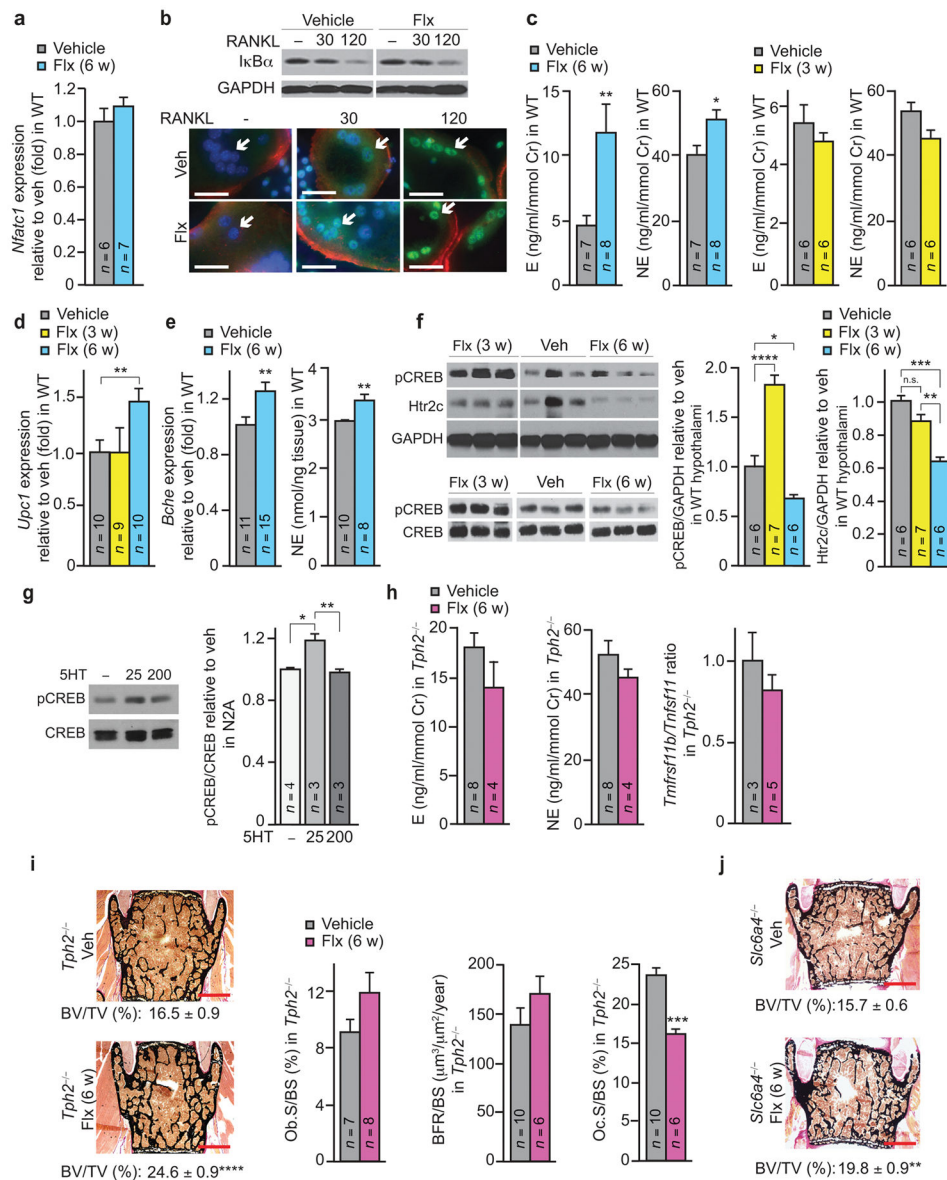 a
Vehicle
Flx (6 w)
Nfatc1 expression
relative to veh (fold) in WT
1.2
1.0
0.8
0.6
0.4
0.2
0
n = 6
n = 7
b
Vehicle
Flx
RANKL
– 30 120
– 30 120
IκBα
GAPDH
RANKL
- 30 120
Veh
Flx
c
Vehicle
Flx (6 w)
E (ng/ml/mmol Cr) in WT
15
10
5
0
**
n = 7
n = 8
NE (ng/ml/mmol Cr) in WT
60
40
20
0
*
n = 7
n = 8
Vehicle
Flx (3 w)
E (ng/ml/mmol Cr) in WT
6
4
2
0
n = 6
n = 6
NE (ng/ml/mmol Cr) in WT
60
40
20
0
n = 6
n = 6
d
Vehicle
Flx (3 w)
Flx (6 w)
Upc1 expression
relative to veh (fold) in WT
1.5
1.0
0.5
0
**
n = 10
n = 9
n = 10
e
Vehicle
Flx (6 w)
Bche expression
relative to veh (fold) in WT
1.5
1.0
0.5
0
**
n = 11
n = 15
NE (nmol/ng tissue) in WT
4.0
3.0
2.0
1.0
0
**
n = 10
n = 8
f
Flx (3 w) Veh Flx (6 w)
pCREB
Htr2c
GAPDH
Flx (3 w) Veh Flx (6 w)
pCREB
CREB
pCREB/GAPDH relative to veh
in WT hypothalami
2.0
1.5
1.0
0.5
0
*
****
n = 6
n = 7
n = 6
Vehicle
Flx (3 w)
Flx (6 w)
Htr2c/GAPDH relative to veh
in WT hypothalami
1.2
1.0
0.8
0.6
0.4
0.2
0
***
n.s.
**
n = 6
n = 7
n = 6
g
5HT – 25 200
pCREB
CREB
pCREB/CREB relative to veh
in N2A
1.2
0.8
0.4
0
* **
n = 4
n = 3
n = 3
5HT – 25 200
h
Vehicle
Flx (6 w)
E (ng/ml/mmol Cr) in Tph2–/–
20
15
10
5
0
n = 8
n = 4
NE (ng/ml/mmol Cr) in Tph2–/–
60
40
20
0
n = 8
n = 4
Tmfrsf11b/Tnfsf11 ratio
in Tph2–/–
1.0
0.5
0
n = 3
n = 5
i
Tph2–/–
Veh
BV/TV (%): 16.5 ± 0.9
Tph2–/–
Flx (6 w)
BV/TV (%): 24.6 ± 0.9****
Vehicle
Flx (6 w)
Ob.S/BS (%) in Tph2–/–
12
9
6
3
0
n = 7
n = 8
BFR/BS (μm3/μm2/year)
in Tph2–/–
200
150
100
50
0
n = 10
n = 6
Oc.S/BS (%) in Tph2–/–
25
20
15
10
5
0
***
n = 10
n = 6
j
Slc6a4–/–
Veh
BV/TV (%):15.7 ± 0.6
Slc6a4–/–
Flx (6 w)
BV/TV (%):19.8 ± 0.9**